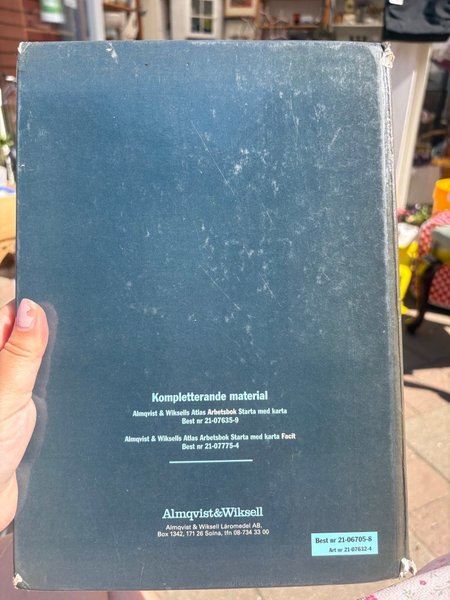 Kompletterande material
Almqvist & Wiksells Atlas Arbetsbok Starta med karta
Best nr 21-07635-9
Almqvist & Wiksells Atlas Arbetsbok Starta med karta Facit
Best nr 21-07775-4
Almqvist&Wiksell
Almqvist & Wiksell Läromedel AB,
Box 1342, 171 26 Solna, tfn 08-734 33 00
Best nr 21-06705-8
Art nr 21-07632-4